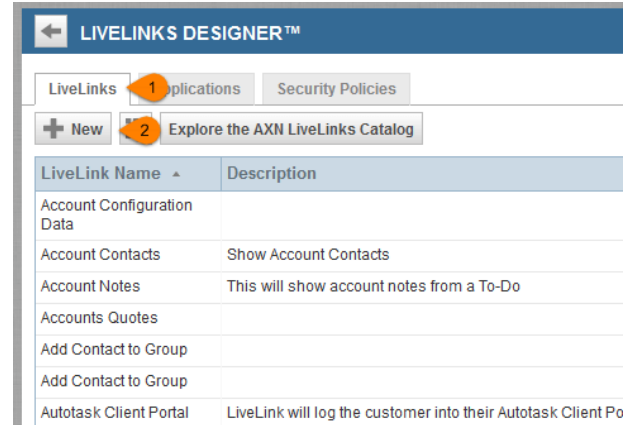 LIVELINKS DESIGNER™
LiveLinks 1 plications Security Policies
New 2 Explore the AXN LiveLinks Catalog
LiveLink Name Description
Account Configuration
Data
Account Contacts Show Account Contacts
Account Notes This will show account notes from a To-Do
Accounts Quotes
Add Contact to Group
Add Contact to Group
Autotask Client Portal LiveLink will log the customer into their Autotask Client Po